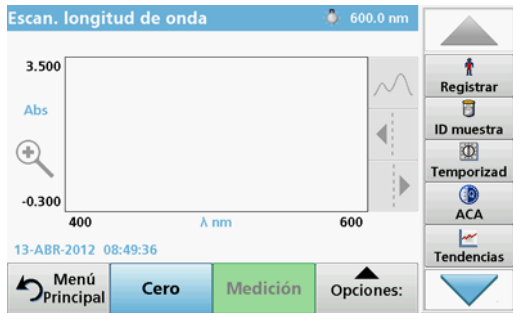 Escan. longitud de onda
600.0 nm
3.500
Abs
-0.300
400
λ nm
600
13-ABR-2012 08:49:36
Menú Principal
Cero
Medición
Opciones:
Registrar
ID muestra
Temporizad
ACA
Tendencias